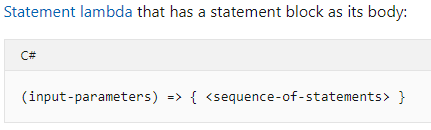 Statement lambda that has a statement block as its body:
C#
(input-parameters) => { <sequence-of-statements> }